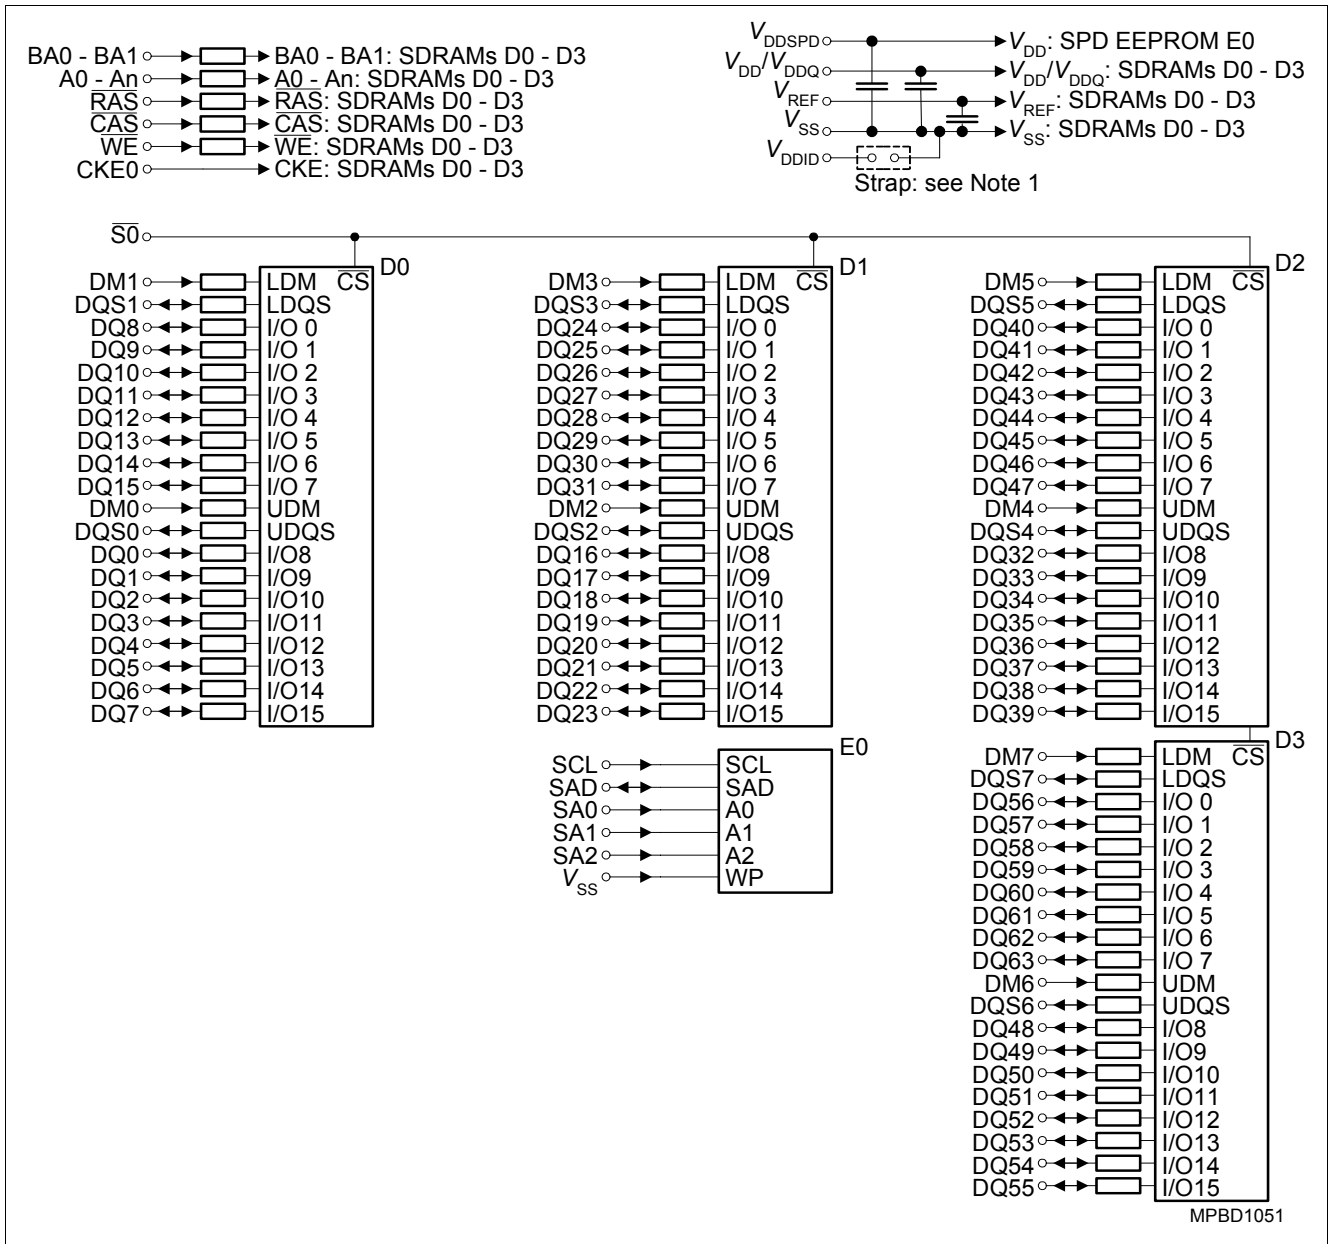 BA0 - BA1 BA0 - BA1: SDRAMs D0 - D3
A0 - An A0 - An: SDRAMs D0 - D3
R̅A̅S̅ R̅A̅S̅: SDRAMs D0 - D3
C̅A̅S̅ C̅A̅S̅: SDRAMs D0 - D3
W̅E̅ W̅E̅: SDRAMs D0 - D3
CKE0 CKE: SDRAMs D0 - D3
VDDSPD VDD: SPD EEPROM E0
VDD/VDDQ VDD/VDDQ: SDRAMs D0 - D3
VREF VREF: SDRAMs D0 - D3
VSS VSS: SDRAMs D0 - D3
VDDID
Strap: see Note 1
S̅0̅
D0
DM1 LDM C̅S̅
DQS1 LDQS
DQ8 I/O 0
DQ9 I/O 1
DQ10 I/O 2
DQ11 I/O 3
DQ12 I/O 4
DQ13 I/O 5
DQ14 I/O 6
DQ15 I/O 7
DM0 UDM
DQS0 UDQS
DQ0 I/O8
DQ1 I/O9
DQ2 I/O10
DQ3 I/O11
DQ4 I/O12
DQ5 I/O13
DQ6 I/O14
DQ7 I/O15
D1
DM3 LDM C̅S̅
DQS3 LDQS
DQ24 I/O 0
DQ25 I/O 1
DQ26 I/O 2
DQ27 I/O 3
DQ28 I/O 4
DQ29 I/O 5
DQ30 I/O 6
DQ31 I/O 7
DM2 UDM
DQS2 UDQS
DQ16 I/O8
DQ17 I/O9
DQ18 I/O10
DQ19 I/O11
DQ20 I/O12
DQ21 I/O13
DQ22 I/O14
DQ23 I/O15
E0
SCL SCL
SAD SAD
SA0 A0
SA1 A1
SA2 A2
VSS WP
D2
DM5 LDM C̅S̅
DQS5 LDQS
DQ40 I/O 0
DQ41 I/O 1
DQ42 I/O 2
DQ43 I/O 3
DQ44 I/O 4
DQ45 I/O 5
DQ46 I/O 6
DQ47 I/O 7
DM4 UDM
DQS4 UDQS
DQ32 I/O8
DQ33 I/O9
DQ34 I/O10
DQ35 I/O11
DQ36 I/O12
DQ37 I/O13
DQ38 I/O14
DQ39 I/O15
D3
DM7 LDM C̅S̅
DQS7 LDQS
DQ56 I/O 0
DQ57 I/O 1
DQ58 I/O 2
DQ59 I/O 3
DQ60 I/O 4
DQ61 I/O 5
DQ62 I/O 6
DQ63 I/O 7
DM6 UDM
DQS6 UDQS
DQ48 I/O8
DQ49 I/O9
DQ50 I/O10
DQ51 I/O11
DQ52 I/O12
DQ53 I/O13
DQ54 I/O14
DQ55 I/O15
MPBD1051